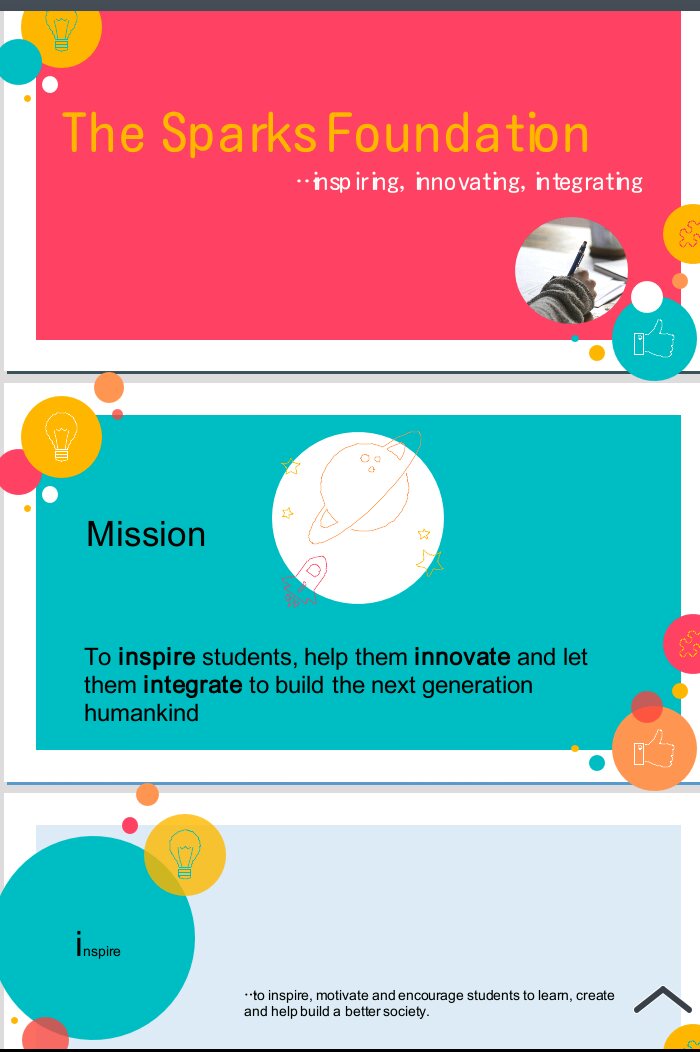 The Sparks Foundation
··inspiring, innovating, integrating
Mission
To inspire students, help them innovate and let
them integrate to build the next generation
humankind
inspire
··to inspire, motivate and encourage students to learn, create
and help build a better society.